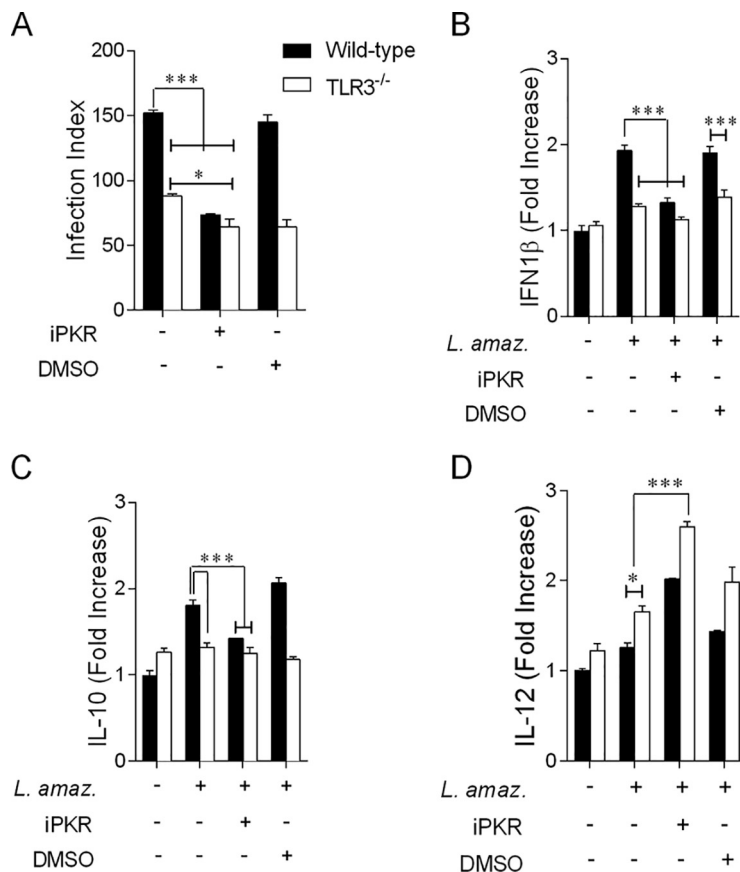 A
B
Wild-type
TLR3-/-
200
150
100
50
0
Infection Index
***
*
iPKR - + -
DMSO - - +
3
2
1
0
IFN1β (Fold Increase)
***
***
L. amaz. - + + +
iPKR - - + -
DMSO - - - +
C
D
3
2
1
0
IL-10 (Fold Increase)
***
L. amaz. - + + +
iPKR - - + -
DMSO - - - +
3
2
1
0
IL-12 (Fold Increase)
***
*
L. amaz. - + + +
iPKR - - + -
DMSO - - - +